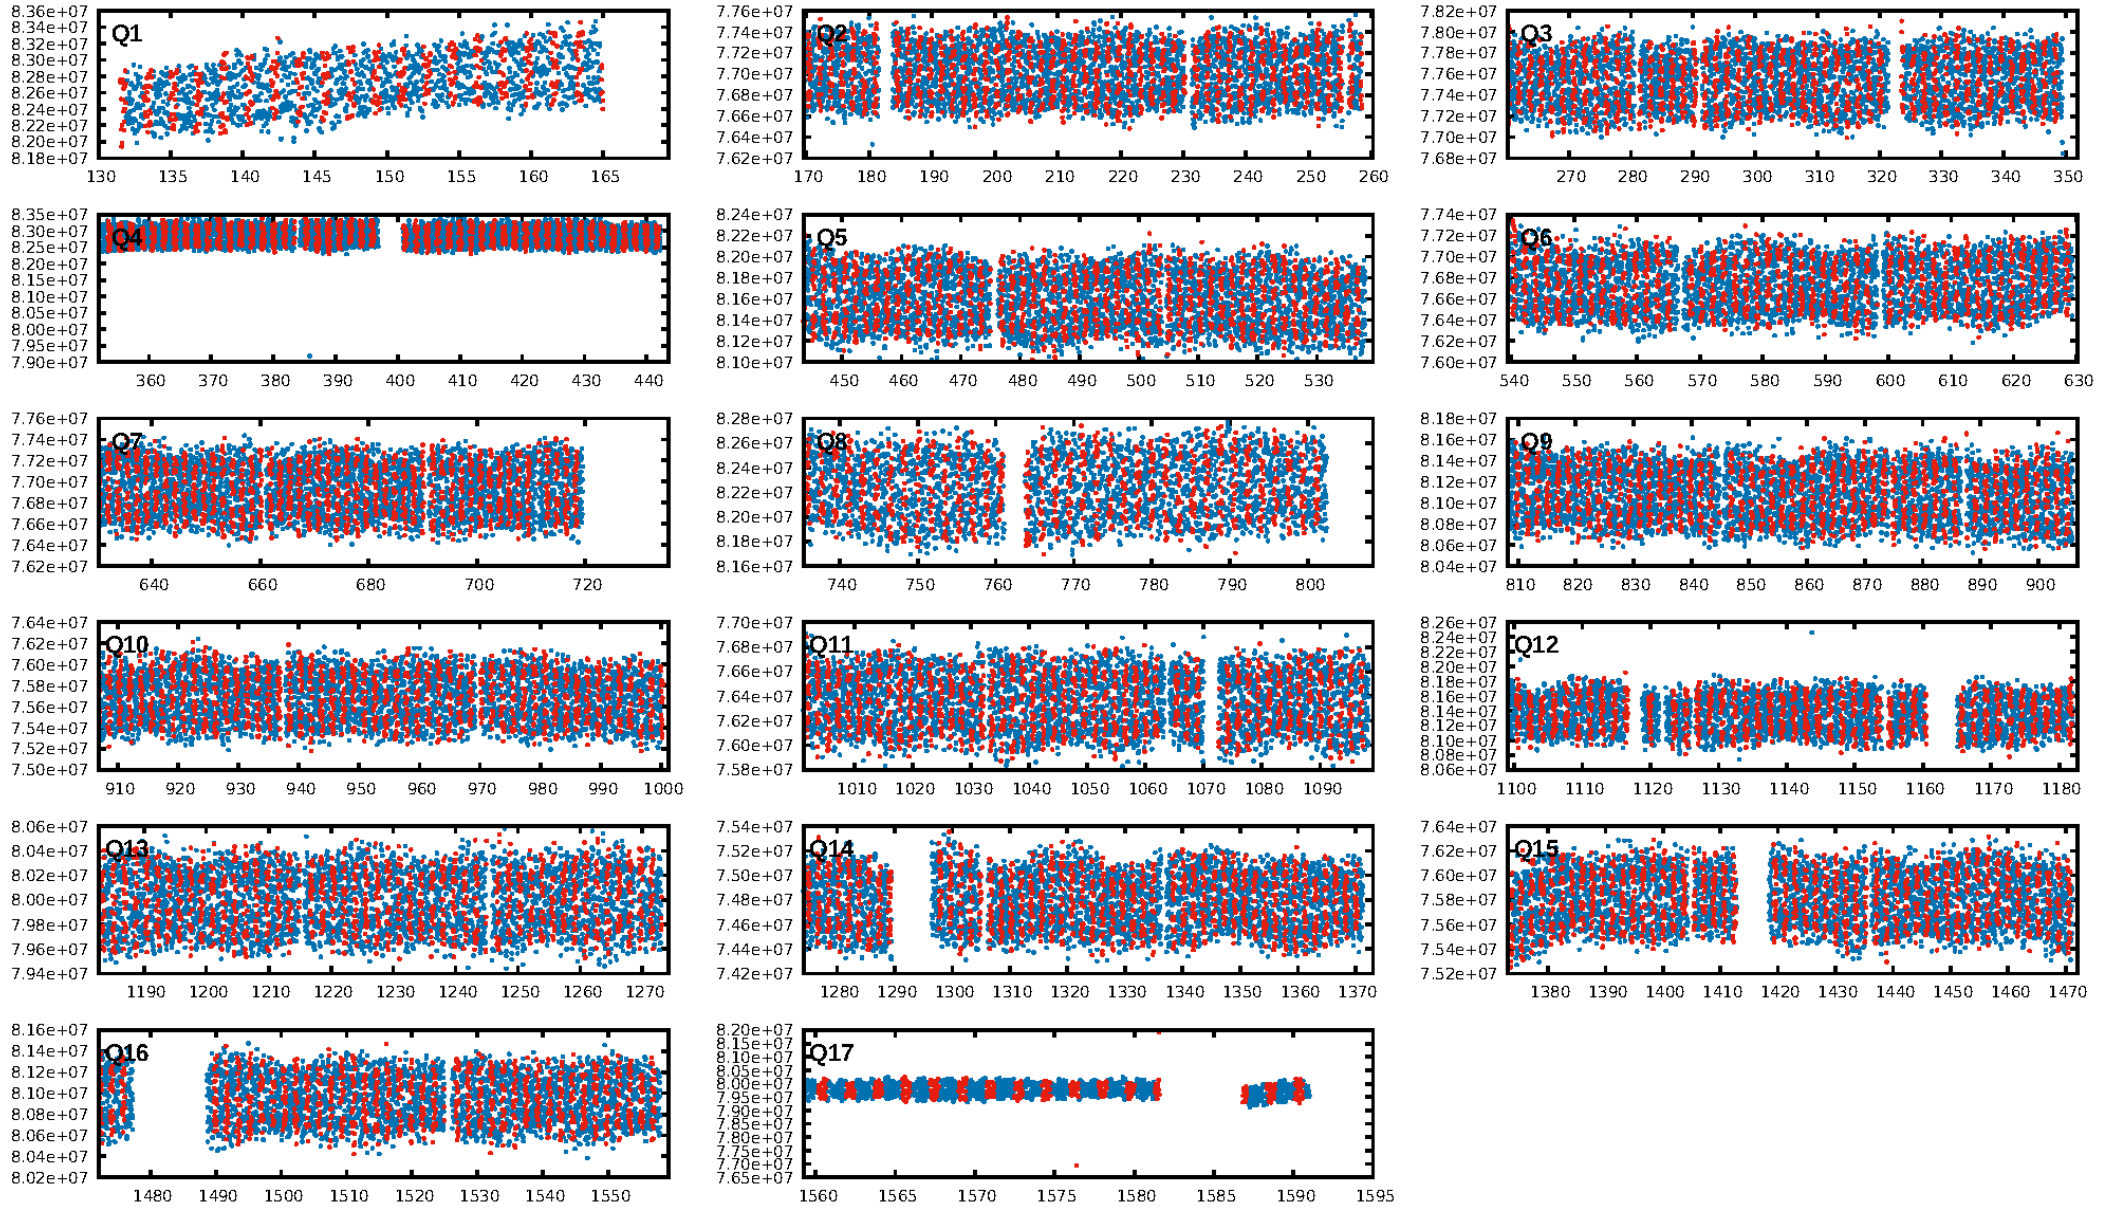 8.36e+07
8.34e+07
8.32e+07
8.30e+07
8.28e+07
8.26e+07
8.24e+07
8.22e+07
8.20e+07
8.18e+07
Q1
130 135 140 145 150 155 160 165
7.76e+07
7.74e+07
7.72e+07
7.70e+07
7.68e+07
7.66e+07
7.64e+07
7.62e+07
Q2
170 180 190 200 210 220 230 240 250 260
7.82e+07
7.80e+07
7.78e+07
7.76e+07
7.74e+07
7.72e+07
7.70e+07
7.68e+07
Q3
270 280 290 300 310 320 330 340 350
8.35e+07
8.30e+07
8.25e+07
8.20e+07
8.15e+07
8.10e+07
8.05e+07
8.00e+07
7.95e+07
7.90e+07
Q4
360 370 380 390 400 410 420 430 440
8.24e+07
8.22e+07
8.20e+07
8.18e+07
8.16e+07
8.14e+07
8.12e+07
8.10e+07
Q5
450 460 470 480 490 500 510 520 530
7.74e+07
7.72e+07
7.70e+07
7.68e+07
7.66e+07
7.64e+07
7.62e+07
7.60e+07
Q6
540 550 560 570 580 590 600 610 620 630
7.76e+07
7.74e+07
7.72e+07
7.70e+07
7.68e+07
7.66e+07
7.64e+07
7.62e+07
Q7
640 660 680 700 720
8.28e+07
8.26e+07
8.24e+07
8.22e+07
8.20e+07
8.18e+07
8.16e+07
Q8
740 750 760 770 780 790 800
8.18e+07
8.16e+07
8.14e+07
8.12e+07
8.10e+07
8.08e+07
8.06e+07
8.04e+07
Q9
810 820 830 840 850 860 870 880 890 900
7.64e+07
7.62e+07
7.60e+07
7.58e+07
7.56e+07
7.54e+07
7.52e+07
7.50e+07
Q10
910 920 930 940 950 960 970 980 990 1000
7.70e+07
7.68e+07
7.66e+07
7.64e+07
7.62e+07
7.60e+07
7.58e+07
Q11
1010 1020 1030 1040 1050 1060 1070 1080 1090
8.26e+07
8.24e+07
8.22e+07
8.20e+07
8.18e+07
8.16e+07
8.14e+07
8.12e+07
8.10e+07
8.08e+07
8.06e+07
Q12
1100 1110 1120 1130 1140 1150 1160 1170 1180
8.06e+07
8.04e+07
8.02e+07
8.00e+07
7.98e+07
7.96e+07
7.94e+07
Q13
1190 1200 1210 1220 1230 1240 1250 1260 1270
7.54e+07
7.52e+07
7.50e+07
7.48e+07
7.46e+07
7.44e+07
7.42e+07
Q14
1280 1290 1300 1310 1320 1330 1340 1350 1360 1370
7.64e+07
7.62e+07
7.60e+07
7.58e+07
7.56e+07
7.54e+07
7.52e+07
Q15
1380 1390 1400 1410 1420 1430 1440 1450 1460 1470
8.16e+07
8.14e+07
8.12e+07
8.10e+07
8.08e+07
8.06e+07
8.04e+07
8.02e+07
Q16
1480 1490 1500 1510 1520 1530 1540 1550
8.20e+07
8.15e+07
8.10e+07
8.05e+07
8.00e+07
7.95e+07
7.90e+07
7.85e+07
7.80e+07
7.75e+07
7.70e+07
7.65e+07
Q17
1560 1565 1570 1575 1580 1585 1590 1595